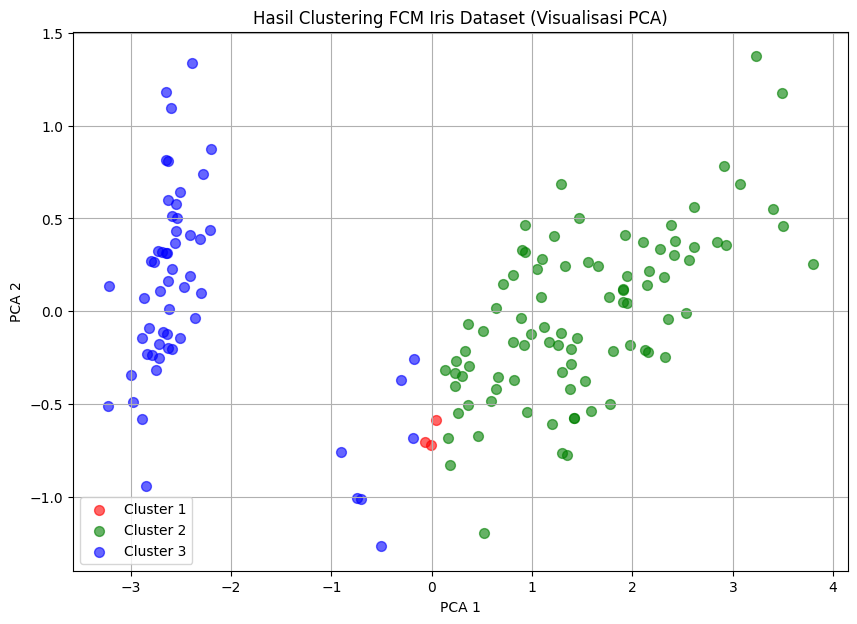 Hasil Clustering FCM Iris Dataset (Visualisasi PCA)
PCA 2
1.5
1.0
0.5
0.0
−0.5
−1.0
Cluster 1
Cluster 2
Cluster 3
−3 −2 −1 0 1 2 3 4
PCA 1